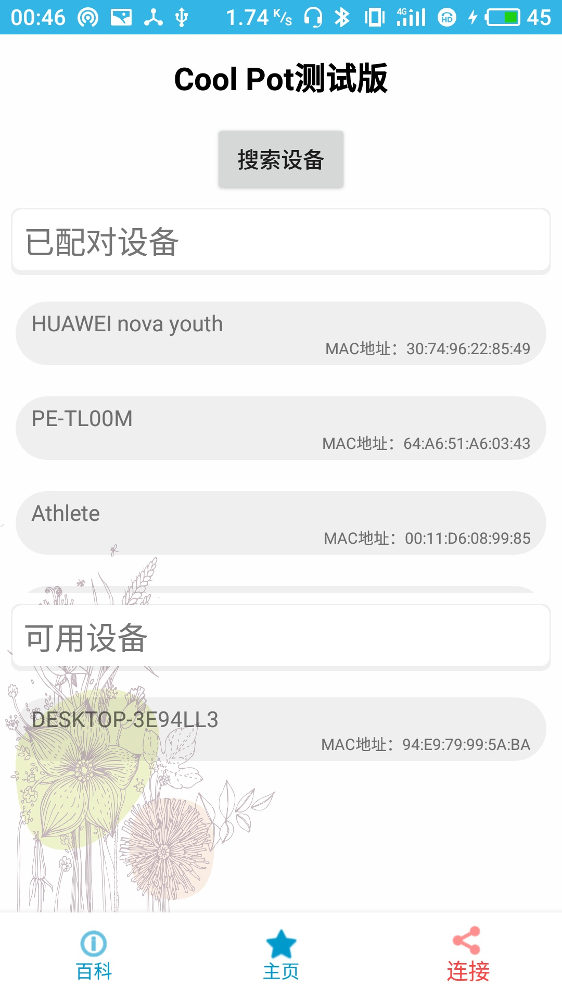 00:46 1.74 K/s 4G HD 45
Cool Pot测试版
搜索设备
已配对设备
HUAWEI nova youth
MAC地址：30:74:96:22:85:49
PE-TL00M
MAC地址：64:A6:51:A6:03:43
Athlete
MAC地址：00:11:D6:08:99:85
可用设备
DESKTOP-3E94LL3
MAC地址：94:E9:79:99:5A:BA
百科 主页 连接